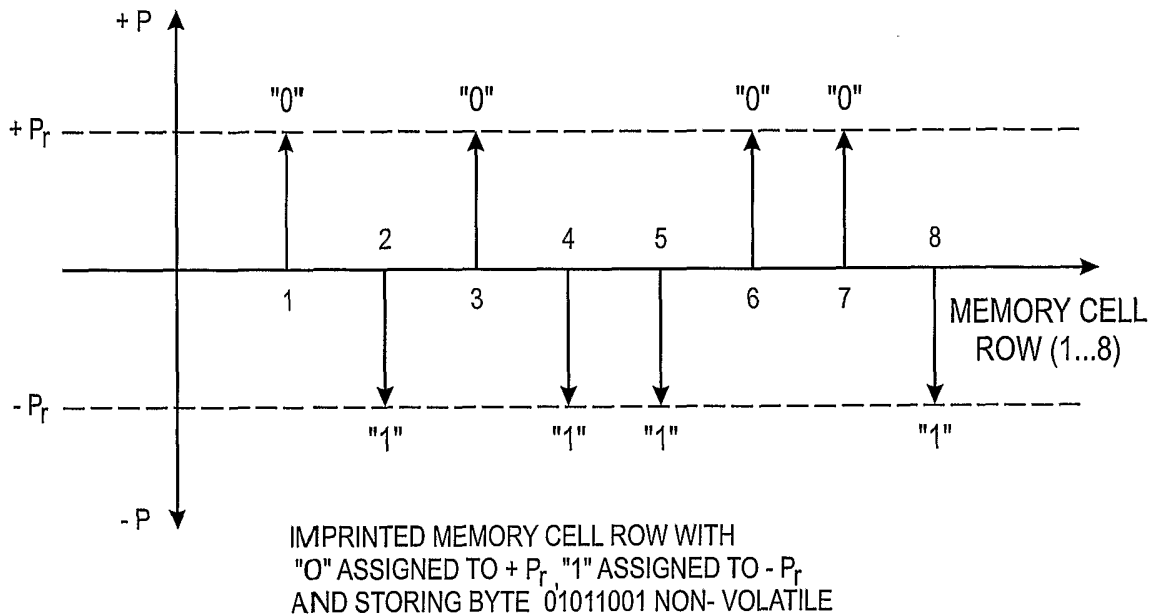 + P
"0" "0" "0" "0"
+ Pr
2 4 5 8
1 3 6 7
MEMORY CELL
ROW (1...8)
- Pr
"1" "1" "1" "1"
- P
IMPRINTED MEMORY CELL ROW WITH
"0" ASSIGNED TO + Pr, "1" ASSIGNED TO - Pr
AND STORING BYTE 01011001 NON- VOLATILE